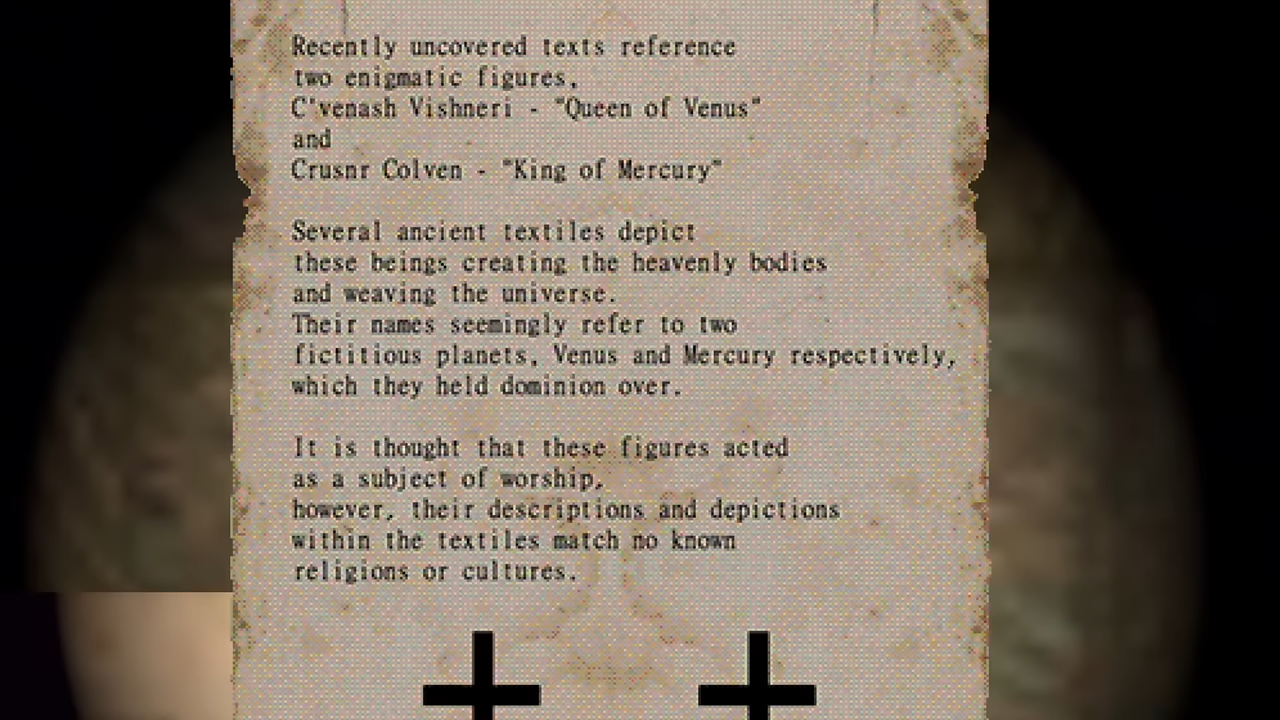 Recently uncovered texts reference
two enigmatic figures,
C'venash Vishneri - "Queen of Venus"
and
Crusnr Colven - "King of Mercury"
Several ancient textiles depict
these beings creating the heavenly bodies
and weaving the universe.
Their names seemingly refer to two
fictitious planets, Venus and Mercury respectively,
which they held dominion over.
It is thought that these figures acted
as a subject of worship,
however, their descriptions and depictions
within the textiles match no known
religions or cultures.